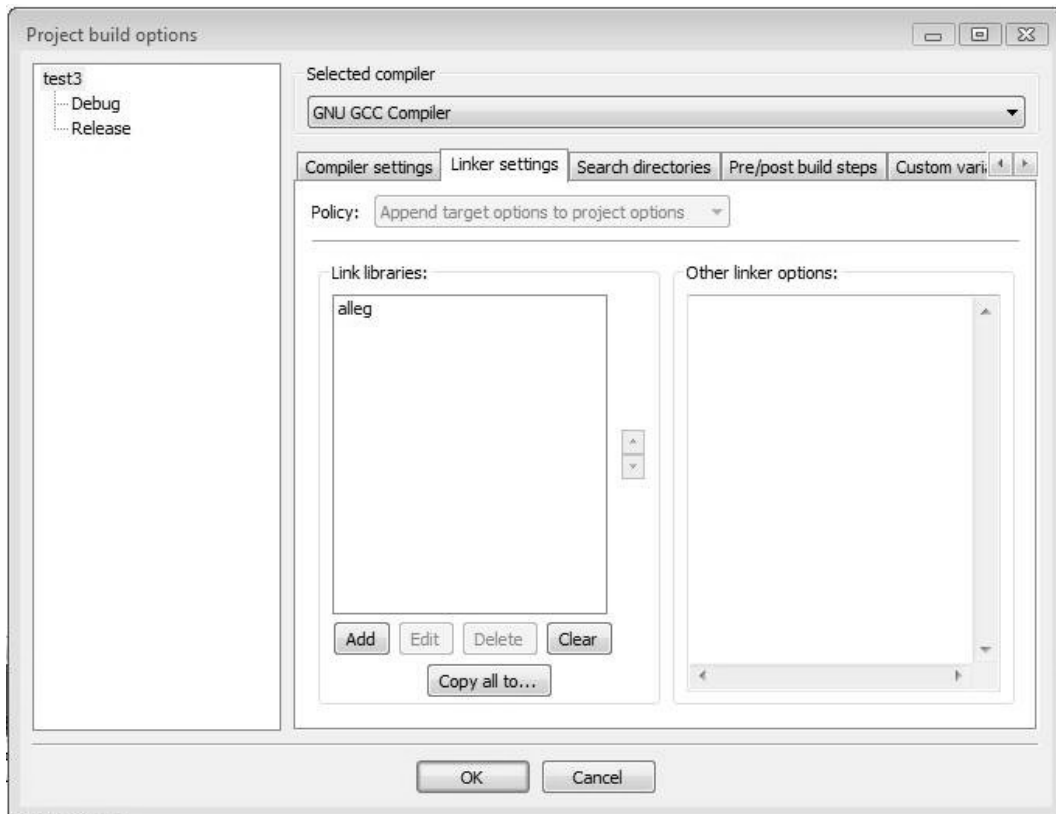 Project build options
test3
Debug
Release
Selected compiler
GNU GCC Compiler
Compiler settings Linker settings Search directories Pre/post build steps Custom varia
Policy: Append target options to project options
Link libraries:
alleg
Add Edit Delete Clear
Copy all to...
Other linker options:
OK Cancel